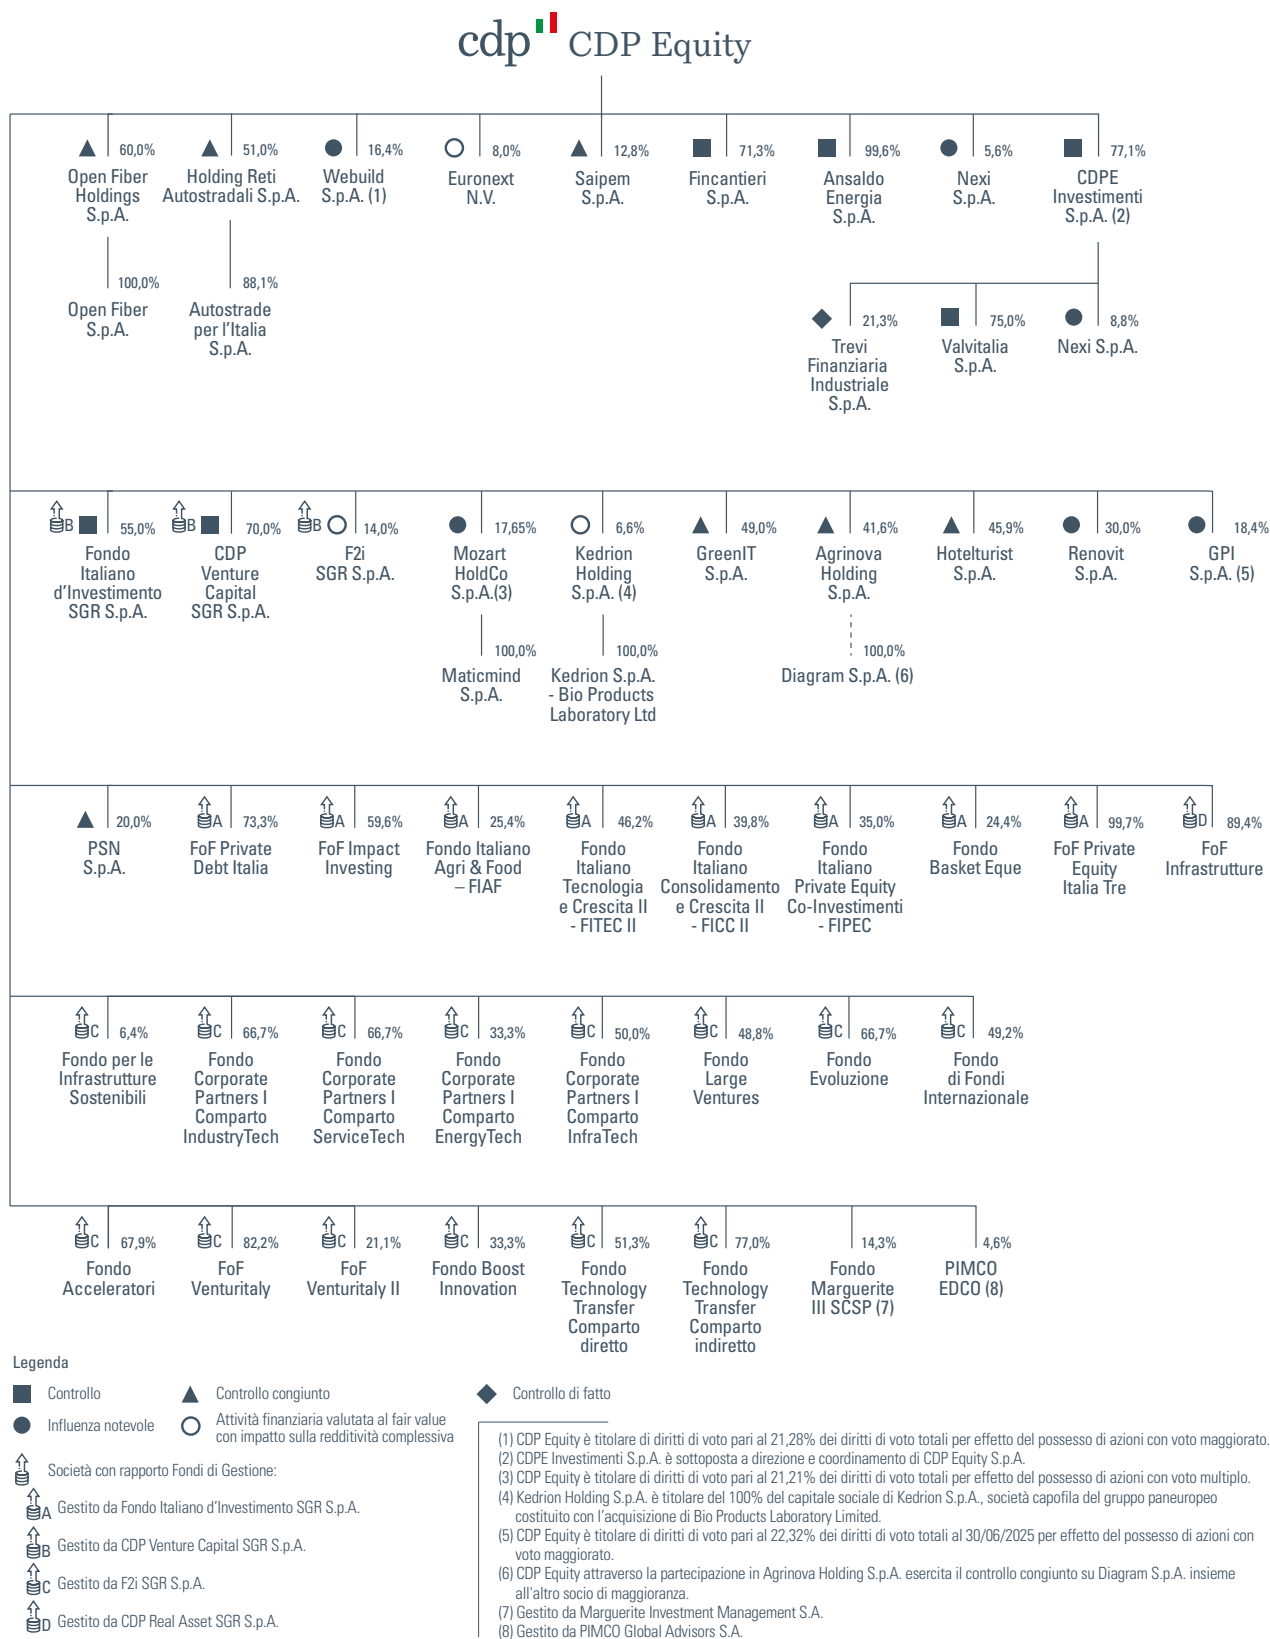 cdp CDP Equity
60,0%
Open Fiber
Holdings
S.p.A.
51,0%
Holding Reti
Autostradali S.p.A.
16,4%
Webuild
S.p.A. (1)
8,0%
Euronext
N.V.
12,8%
Saipem
S.p.A.
71,3%
Fincantieri
S.p.A.
99,6%
Ansaldo
Energia
S.p.A.
5,6%
Nexi
S.p.A.
77,1%
CDPE
Investimenti
S.p.A. (2)
100,0%
Open Fiber
S.p.A.
88,1%
Autostrade
per l'Italia
S.p.A.
21,3%
Trevi
Finanziaria
Industriale
S.p.A.
75,0%
Valvitalia
S.p.A.
8,8%
Nexi S.p.A.
B 55,0%
Fondo
Italiano
d'Investimento
SGR S.p.A.
B 70,0%
CDP
Venture
Capital
SGR S.p.A.
B 14,0%
F2i
SGR S.p.A.
17,65%
Mozart
HoldCo
S.p.A.(3)
6,6%
Kedrion
Holding
S.p.A. (4)
49,0%
GreenIT
S.p.A.
41,6%
Agrinova
Holding
S.p.A.
45,9%
Hotelturist
S.p.A.
30,0%
Renovit
S.p.A.
18,4%
GPI
S.p.A. (5)
100,0%
Maticmind
S.p.A.
100,0%
Kedrion S.p.A.
- Bio Products
Laboratory Ltd
100,0%
Diagram S.p.A. (6)
20,0%
PSN
S.p.A.
A 73,3%
FoF Private
Debt Italia
A 59,6%
FoF Impact
Investing
A 25,4%
Fondo Italiano
Agri & Food
– FIAF
A 46,2%
Fondo
Italiano
Tecnologia
e Crescita II
- FITEC II
A 39,8%
Fondo
Italiano
Consolidamento
e Crescita II
- FICC II
A 35,0%
Fondo
Italiano
Private Equity
Co-Investimenti
- FIPEC
A 24,4%
Fondo
Basket Eque
A 99,7%
FoF Private
Equity
Italia Tre
D 89,4%
FoF
Infrastrutture
C 6,4%
Fondo per le
Infrastrutture
Sostenibili
C 66,7%
Fondo
Corporate
Partners I
Comparto
IndustryTech
C 66,7%
Fondo
Corporate
Partners I
Comparto
ServiceTech
C 33,3%
Fondo
Corporate
Partners I
Comparto
EnergyTech
C 50,0%
Fondo
Corporate
Partners I
Comparto
InfraTech
C 48,8%
Fondo
Large
Ventures
C 66,7%
Fondo
Evoluzione
C 49,2%
Fondo
di Fondi
Internazionale
C 67,9%
Fondo
Acceleratori
C 82,2%
FoF
Venturitaly
C 21,1%
FoF
Venturitaly II
C 33,3%
Fondo Boost
Innovation
C 51,3%
Fondo
Technology
Transfer
Comparto
diretto
C 77,0%
Fondo
Technology
Transfer
Comparto
indiretto
14,3%
Fondo
Marguerite
III SCSP (7)
4,6%
PIMCO
EDCO (8)
Legenda
Controllo
Controllo congiunto
Controllo di fatto
Influenza notevole
Attività finanziaria valutata al fair value
con impatto sulla redditività complessiva
Società con rapporto Fondi di Gestione:
A Gestito da Fondo Italiano d'Investimento SGR S.p.A.
B Gestito da CDP Venture Capital SGR S.p.A.
C Gestito da F2i SGR S.p.A.
D Gestito da CDP Real Asset SGR S.p.A.
(1) CDP Equity è titolare di diritti di voto pari al 21,28% dei diritti di voto totali per effetto del possesso di azioni con voto maggiorato.
(2) CDPE Investimenti S.p.A. è sottoposta a direzione e coordinamento di CDP Equity S.p.A.
(3) CDP Equity è titolare di diritti di voto pari al 21,21% dei diritti di voto totali per effetto del possesso di azioni con voto multiplo.
(4) Kedrion Holding S.p.A. è titolare del 100% del capitale sociale di Kedrion S.p.A., società capofila del gruppo paneuropeo
costituito con l'acquisizione di Bio Products Laboratory Limited.
(5) CDP Equity è titolare di diritti di voto pari al 22,32% dei diritti di voto totali al 30/06/2025 per effetto del possesso di azioni con
voto maggiorato.
(6) CDP Equity attraverso la partecipazione in Agrinova Holding S.p.A. esercita il controllo congiunto su Diagram S.p.A. insieme
all'altro socio di maggioranza.
(7) Gestito da Marguerite Investment Management S.A.
(8) Gestito da PIMCO Global Advisors S.A.